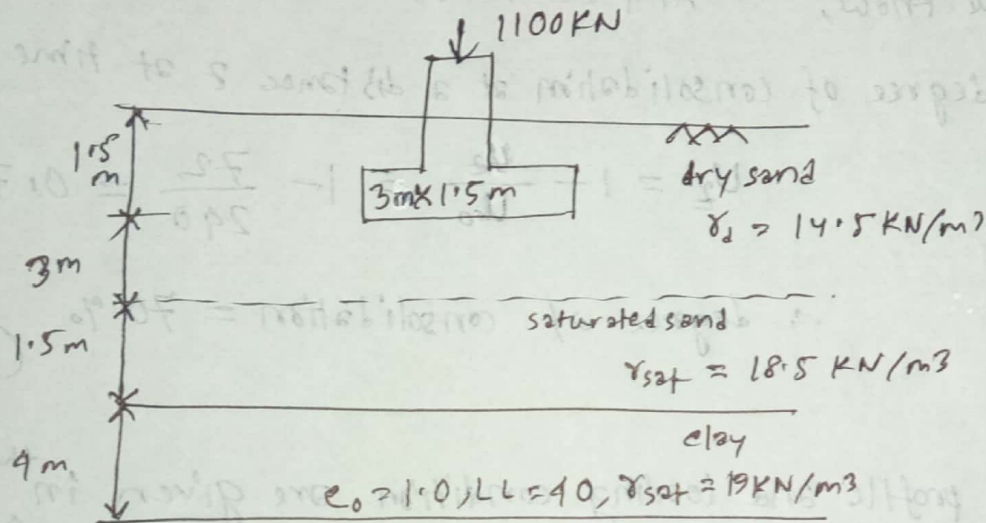 1100KN
1.5
m
3m x 1.5m
dry sand
γd = 14.5 KN/m3
3m
1.5m
saturated sand
γsat = 18.5 KN/m3
clay
4m
e0 = 1.0, LL = 40, γsat = 19KN/m3